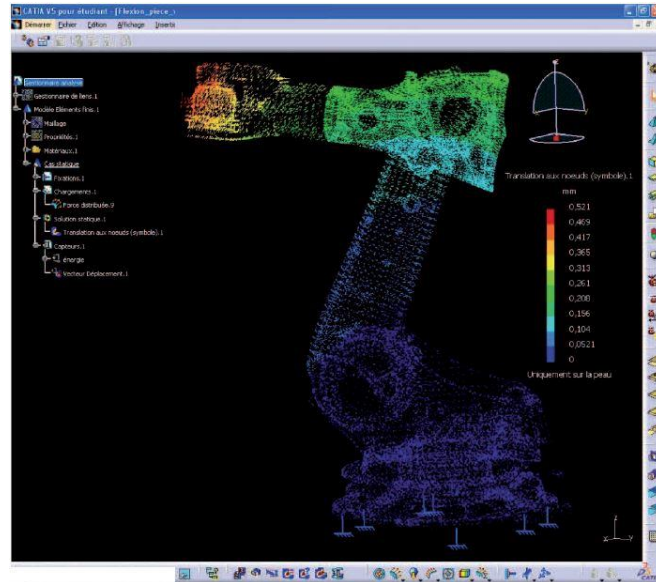 CATIA V5 pour étudiant - [Flexion_piece_
Démarrer Fichier Edition Affichage Insertis
Gestionnaire analyse
Gestionnaire de liens.1
Modèle Eléments finis.1
Maillage
Propriétés.1
Matériaux.1
Cas statique
Fixations.1
Chargements.1
Force distribuée.9
Solution statique.1
Translation aux noeuds (symbole).1
Capteurs.1
énergie
Vecteur Déplacement.1
Translation aux noeuds (symbole).1
mm
0,521
0,469
0,417
0,365
0,313
0,261
0,208
0,156
0,104
0,0521
0
Uniquement sur la peau